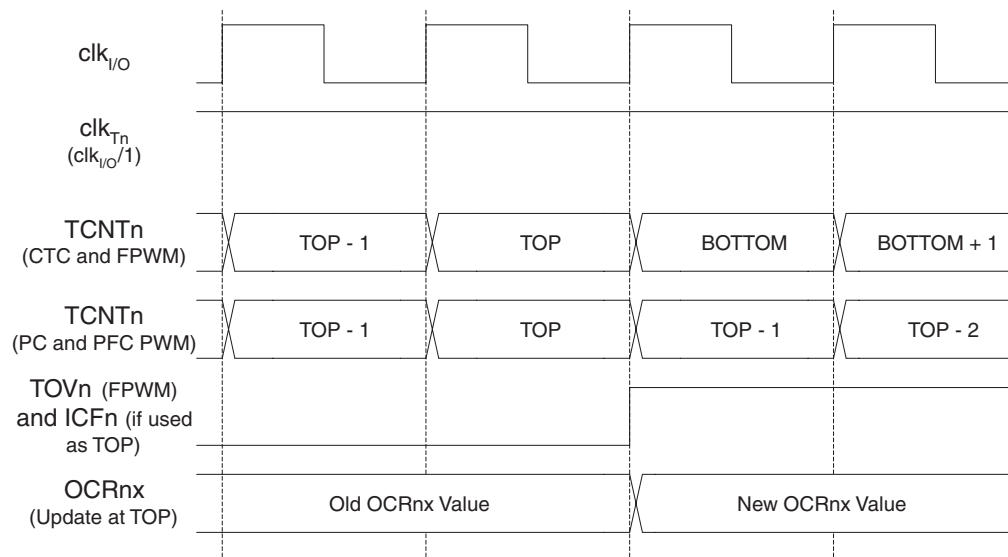 clkI/O
clkTn
(clkI/O/1)
TCNTn
(CTC and FPWM)
TOP - 1
TOP
BOTTOM
BOTTOM + 1
TCNTn
(PC and PFC PWM)
TOP - 1
TOP
TOP - 1
TOP - 2
TOVn (FPWM)
and ICFn (if used
as TOP)
OCRnx
(Update at TOP)
Old OCRnx Value
New OCRnx Value